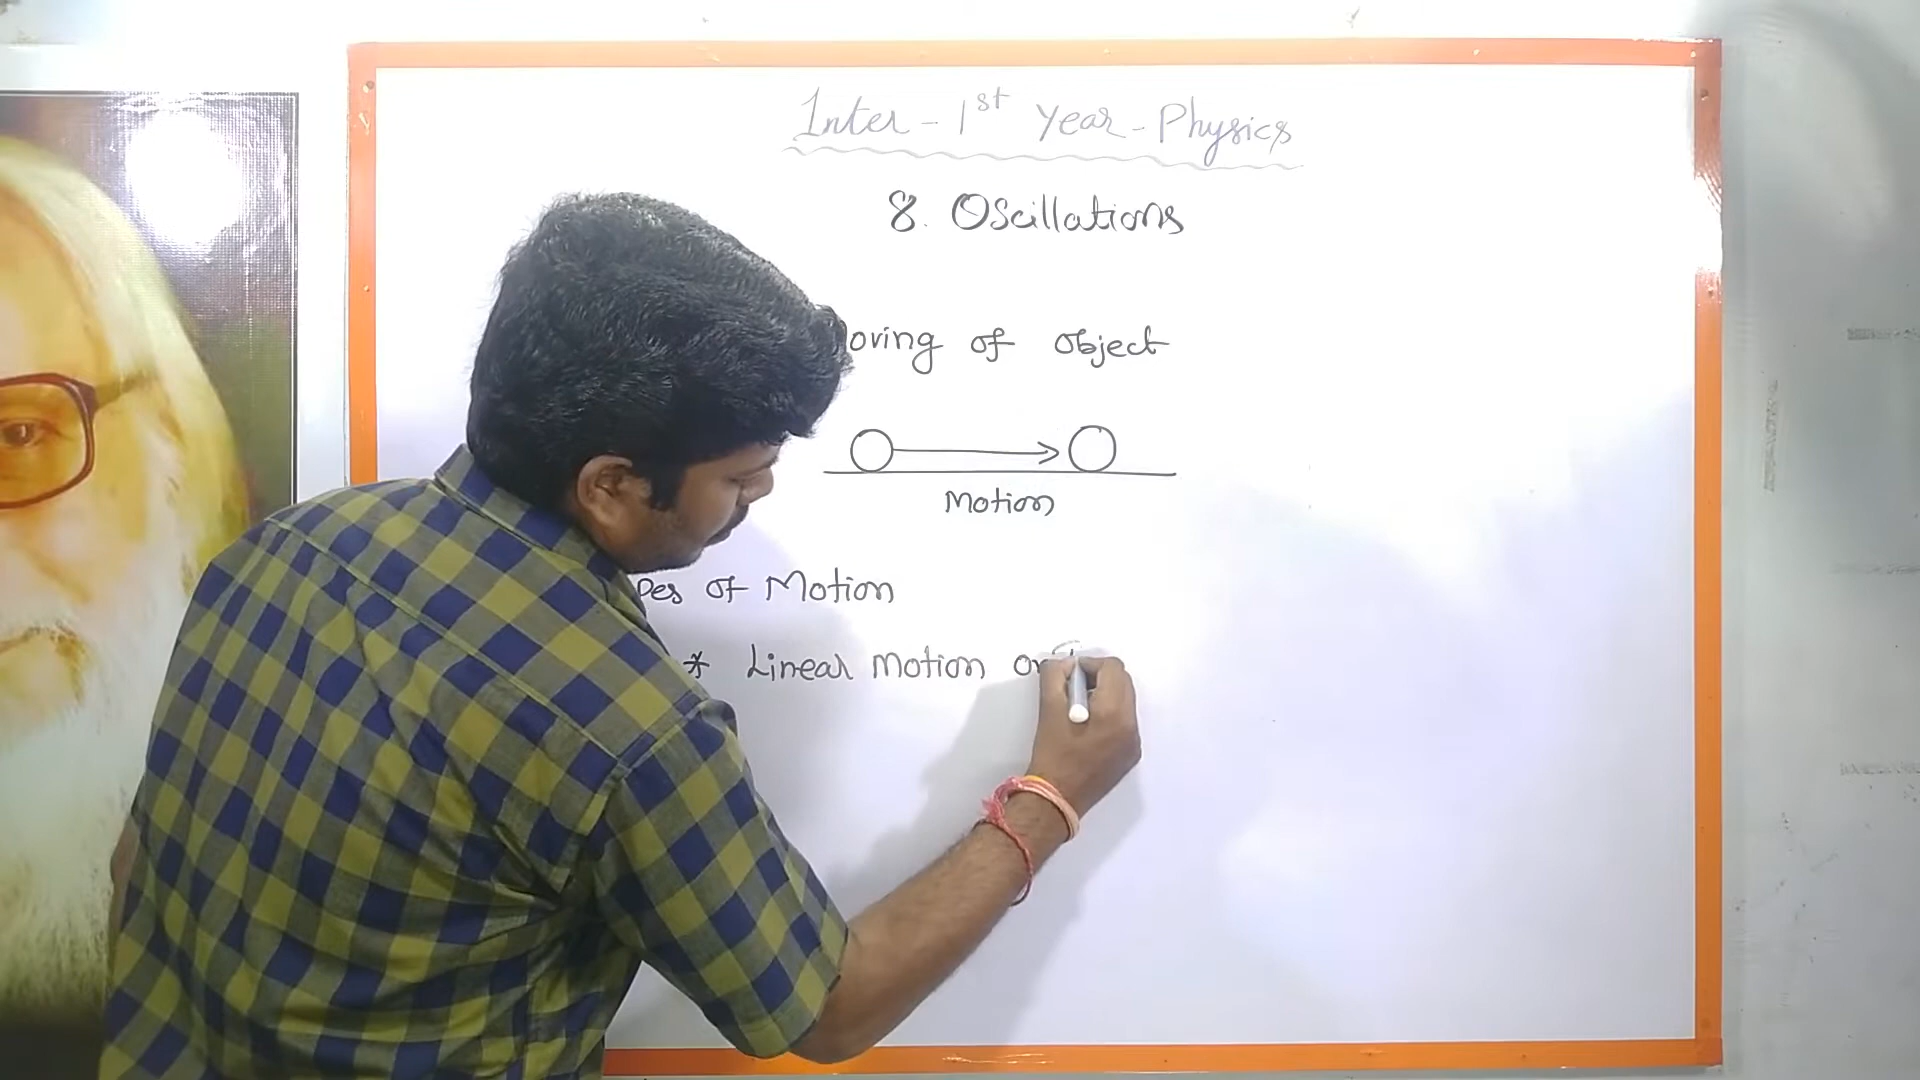 Inter - 1st Year - Physics
8. Oscillations
oving of object
Motion
pes of Motion
* Linear Motion or